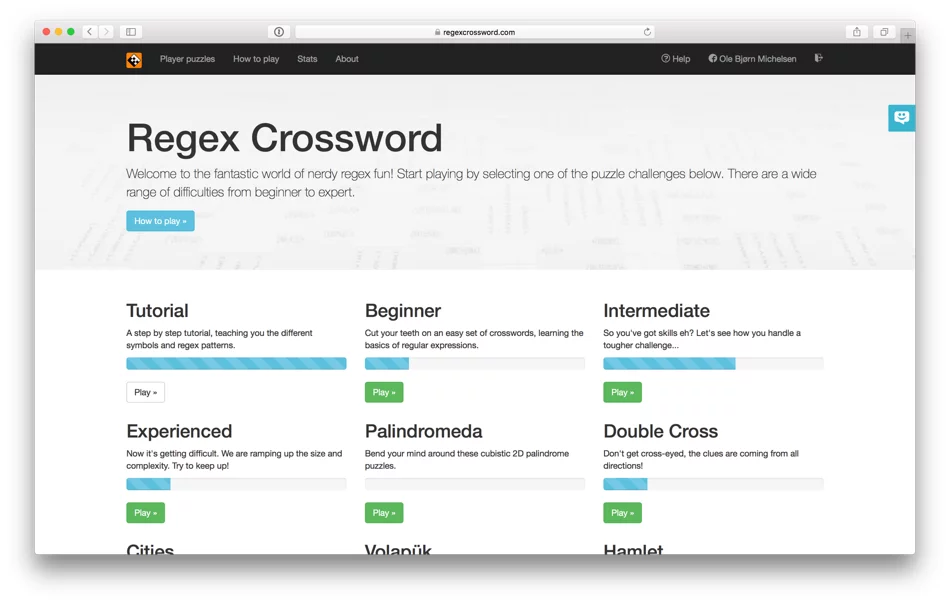 regexcrossword.com
Player puzzles How to play Stats About Help Ole Bjørn Michelsen
Regex Crossword
Welcome to the fantastic world of nerdy regex fun! Start playing by selecting one of the puzzle challenges below. There are a wide
range of difficulties from beginner to expert.
How to play »
Tutorial
A step by step tutorial, teaching you the different
symbols and regex patterns.
Play »
Beginner
Cut your teeth on an easy set of crosswords, learning the
basics of regular expressions.
Play »
Intermediate
So you've got skills eh? Let's see how you handle a
tougher challenge...
Play »
Experienced
Now it's getting difficult. We are ramping up the size and
complexity. Try to keep up!
Play »
Palindromeda
Bend your mind around these cubistic 2D palindrome
puzzles.
Play »
Double Cross
Don't get cross-eyed, the clues are coming from all
directions!
Play »
Cities
Volapük
Hamlet